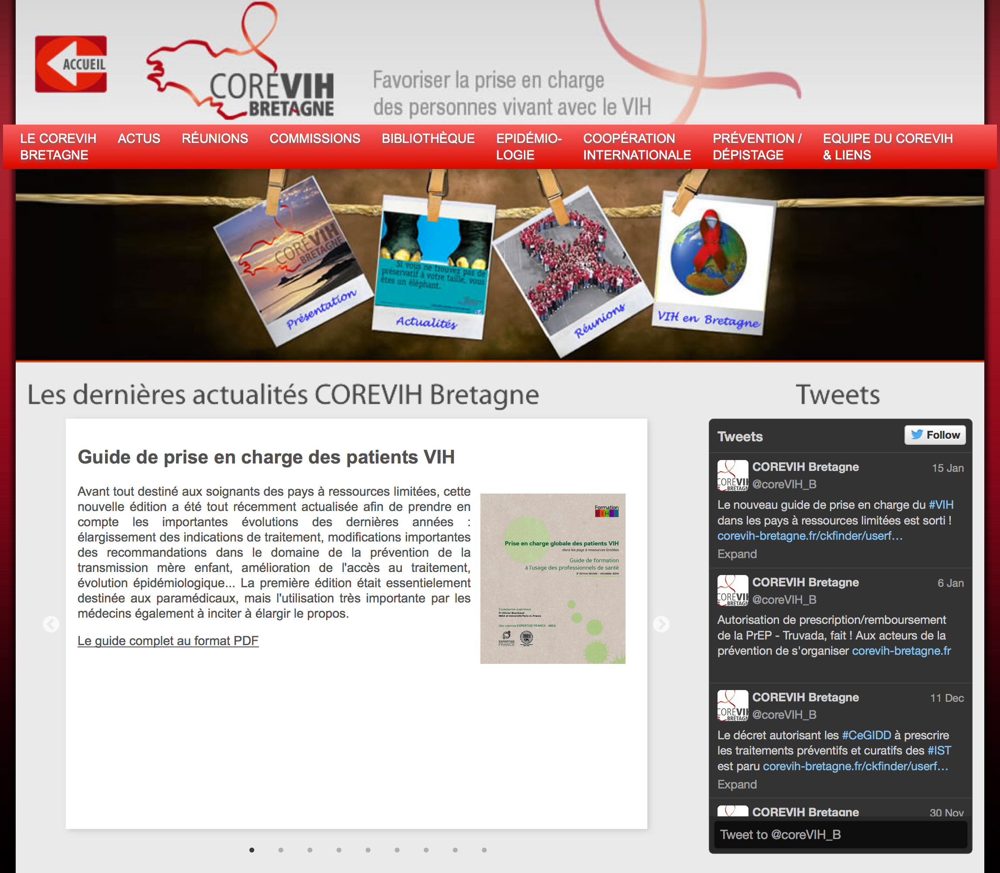 ACCUEIL
COREVIH
BRETAGNE
Favoriser la prise en charge
des personnes vivant avec le VIH
LE COREVIH
BRETAGNE
ACTUS
RÉUNIONS
COMMISSIONS
BIBLIOTHÈQUE
EPIDÉMIO-
LOGIE
COOPÉRATION
INTERNATIONALE
PRÉVENTION /
DÉPISTAGE
EQUIPE DU COREVIH
& LIENS
COREVIH
BRETAGNE
Présentation
Si vous ne trouvez pas de
préservatif à votre taille, vous
êtes un éléphant.
Actualités
Réunions
VIH en Bretagne
Les dernières actualités COREVIH Bretagne
Tweets
Guide de prise en charge des patients VIH
Avant tout destiné aux soignants des pays à ressources limitées, cette
nouvelle édition a été tout récemment actualisée afin de prendre en
compte les importantes évolutions des dernières années :
élargissement des indications de traitement, modifications importantes
des recommandations dans le domaine de la prévention de la
transmission mère enfant, amélioration de l'accès au traitement,
évolution épidémiologique... La première édition était essentielement
destinée aux paramédicaux, mais l'utilisation très importante par les
médecins également à inciter à élargir le propos.
Le guide complet au format PDF
Formation
VIH
Prise en charge globale des patients VIH
dans les pays à ressources limitées
Guide de formation
à l'usage des professionnels de santé
2e ÉDITION RÉVISÉE - DÉCEMBRE 2015
COORDINATION SCIENTIFIQUE
Pr Olivier Bouchaud
IMEA et Université Paris 13, France
UNE COÉDITION EXPERTISE FRANCE - IMEA
EXPERTISE
FRANCE
imea
Tweets
Follow
COREVIH Bretagne
15 Jan
@coreVIH_B
Le nouveau guide de prise en charge du #VIH
dans les pays à ressources limitées est sorti !
corevih-bretagne.fr/ckfinder/userf…
Expand
COREVIH Bretagne
6 Jan
@coreVIH_B
Autorisation de prescription/remboursement
de la PrEP - Truvada, fait ! Aux acteurs de la
prévention de s'organiser corevih-bretagne.fr
COREVIH Bretagne
11 Dec
@coreVIH_B
Le décret autorisant les #CeGIDD à prescrire
les traitements préventifs et curatifs des #IST
est paru corevih-bretagne.fr/ckfinder/userf…
Expand
COREVIH Bretagne
30 Nov
Tweet to @coreVIH_B